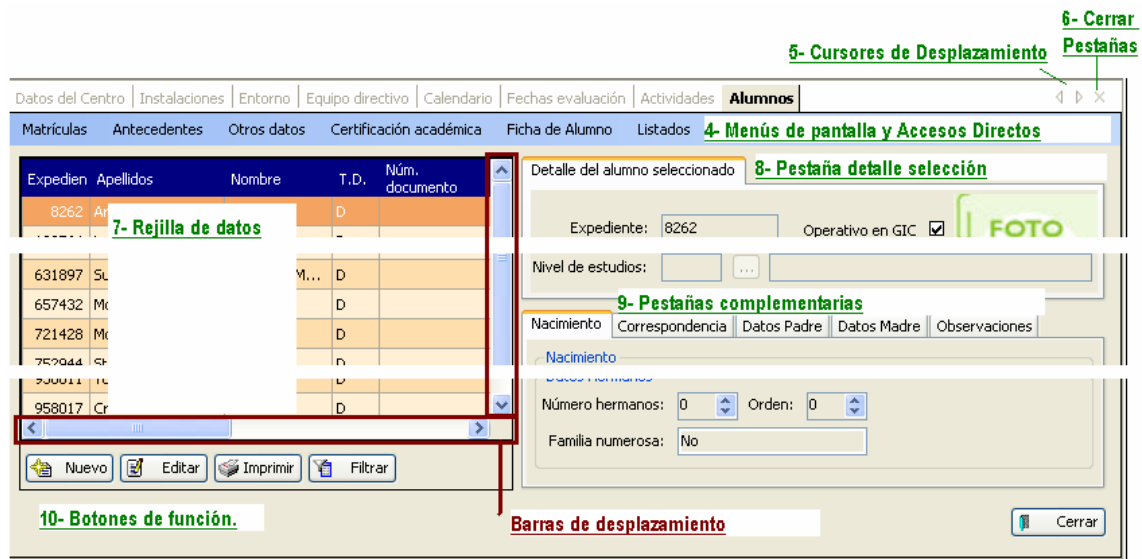 6- Cerrar
Pestañas
5- Cursores de Desplazamiento
Datos del Centro Instalaciones Entorno Equipo directivo Calendario Fechas evaluación Actividades Alumnos
Matrículas Antecedentes Otros datos Certificación académica Ficha de Alumno Listados 4- Menús de pantalla y Accesos Directos
Expedien Apellidos Nombre T.D. Núm. documento
Detalle del alumno seleccionado 8- Pestaña detalle selección
8262 D
7- Rejilla de datos
Expediente: 8262 Operativo en GIC FOTO
631897 Su M... D
Nivel de estudios: ...
657432 Mo D
9- Pestañas complementarias
721428 Mo D
Nacimiento Correspondencia Datos Padre Datos Madre Observaciones
752944 D
Nacimiento
Datos Hermanos
958017 Cr D
Número hermanos: 0 Orden: 0
Familia numerosa: No
Nuevo Editar Imprimir Filtrar
10- Botones de función.
Barras de desplazamiento
Cerrar